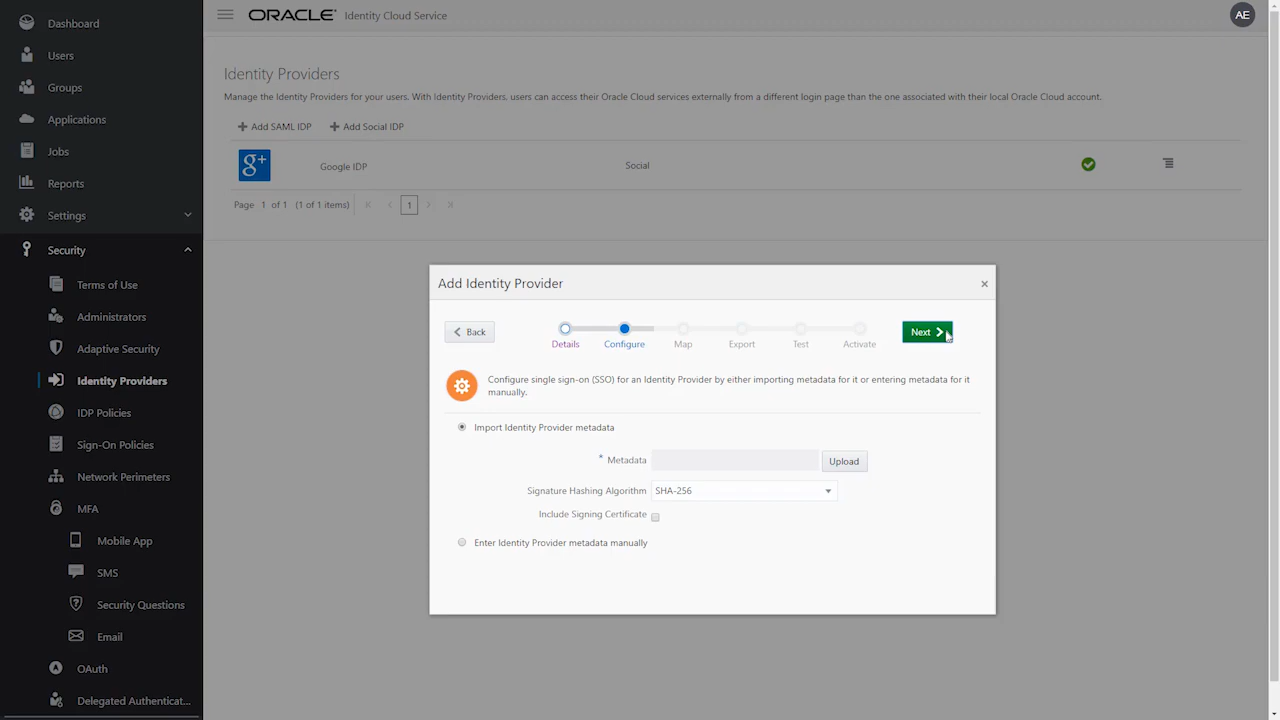 Dashboard
Users
Groups
Applications
Jobs
Reports
Settings
Security
Terms of Use
Administrators
Adaptive Security
Identity Providers
IDP Policies
Sign-On Policies
Network Perimeters
MFA
Mobile App
SMS
Security Questions
Email
OAuth
Delegated Authenticat...
ORACLE® Identity Cloud Service
AE
Identity Providers
Manage the Identity Providers for your users. With Identity Providers, users can access their Oracle Cloud services externally from a different login page than the one associated with their local Oracle Cloud account.
Add SAML IDP Add Social IDP
g+ Google IDP Social
Page 1 of 1 (1 of 1 items) 1
Add Identity Provider ×
Back
Details Configure Map Export Test Activate
Next
Configure single sign-on (SSO) for an Identity Provider by either importing metadata for it or entering metadata for it
manually.
Import Identity Provider metadata
* Metadata Upload
Signature Hashing Algorithm SHA-256
Include Signing Certificate
Enter Identity Provider metadata manually